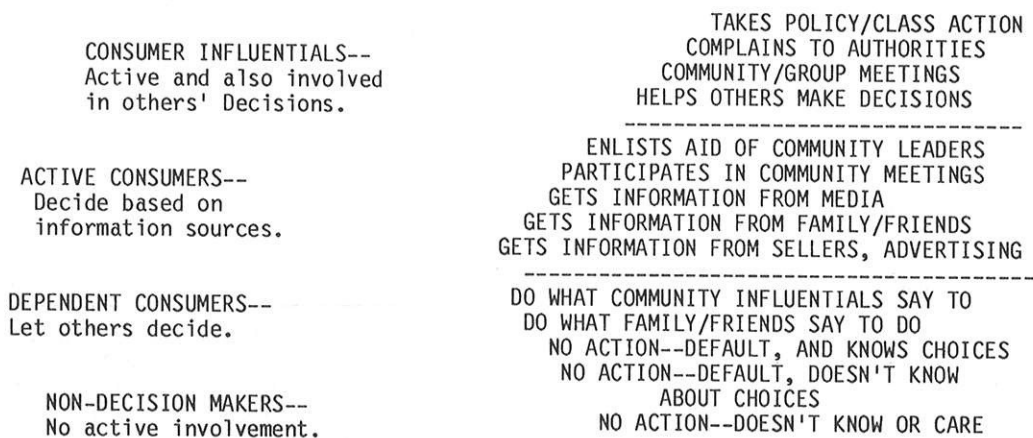 CONSUMER INFLUENTIALS--
Active and also involved
in others' Decisions.
TAKES POLICY/CLASS ACTION
COMPLAINS TO AUTHORITIES
COMMUNITY/GROUP MEETINGS
HELPS OTHERS MAKE DECISIONS
ACTIVE CONSUMERS--
Decide based on
information sources.
ENLISTS AID OF COMMUNITY LEADERS
PARTICIPATES IN COMMUNITY MEETINGS
GETS INFORMATION FROM MEDIA
GETS INFORMATION FROM FAMILY/FRIENDS
GETS INFORMATION FROM SELLERS, ADVERTISING
DEPENDENT CONSUMERS--
Let others decide.
DO WHAT COMMUNITY INFLUENTIALS SAY TO
DO WHAT FAMILY/FRIENDS SAY TO DO
NO ACTION--DEFAULT, AND KNOWS CHOICES
NO ACTION--DEFAULT, DOESN'T KNOW
ABOUT CHOICES
NO ACTION--DOESN'T KNOW OR CARE
NON-DECISION MAKERS--
No active involvement.